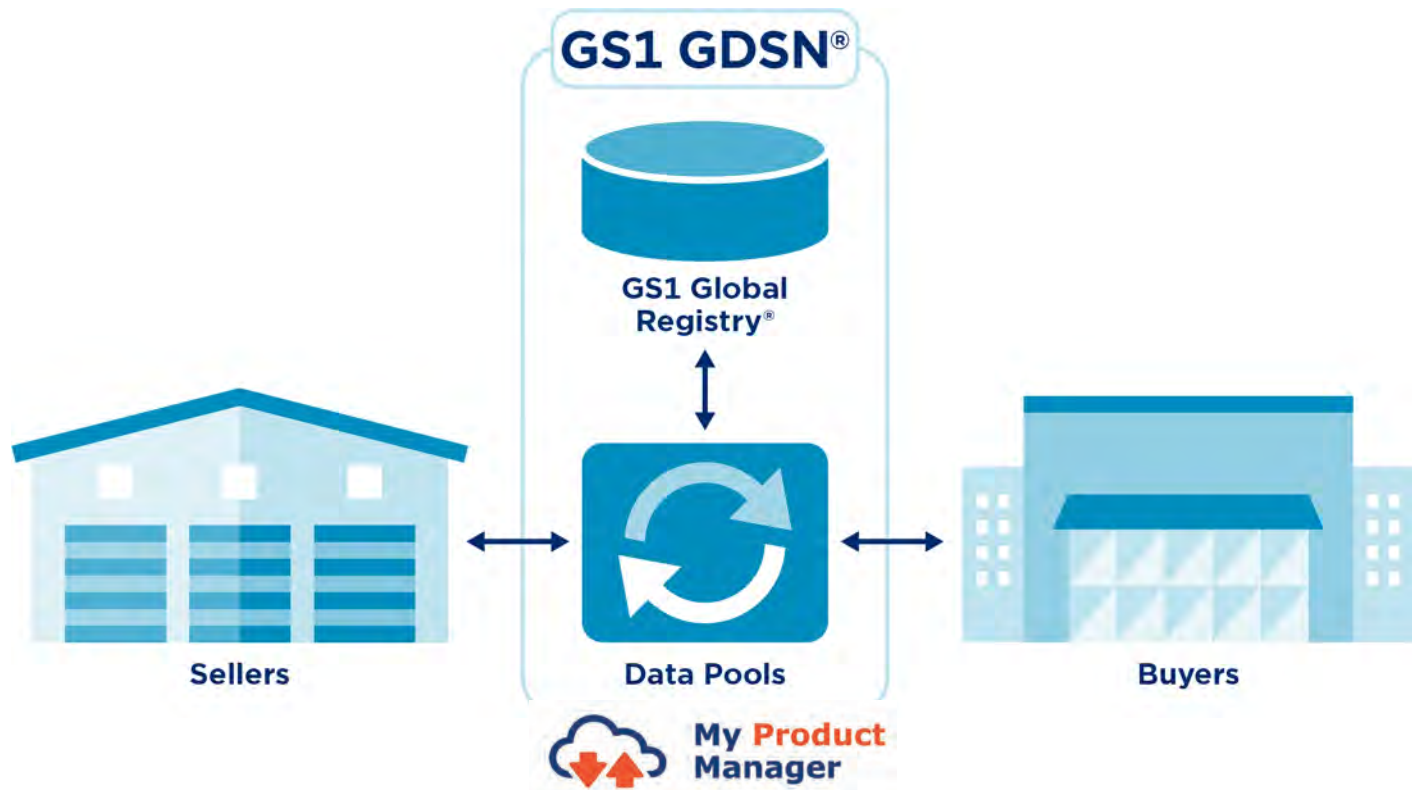 GS1 GDSN®
GS1 Global
Registry®
Sellers
Data Pools
Buyers
My Product
Manager